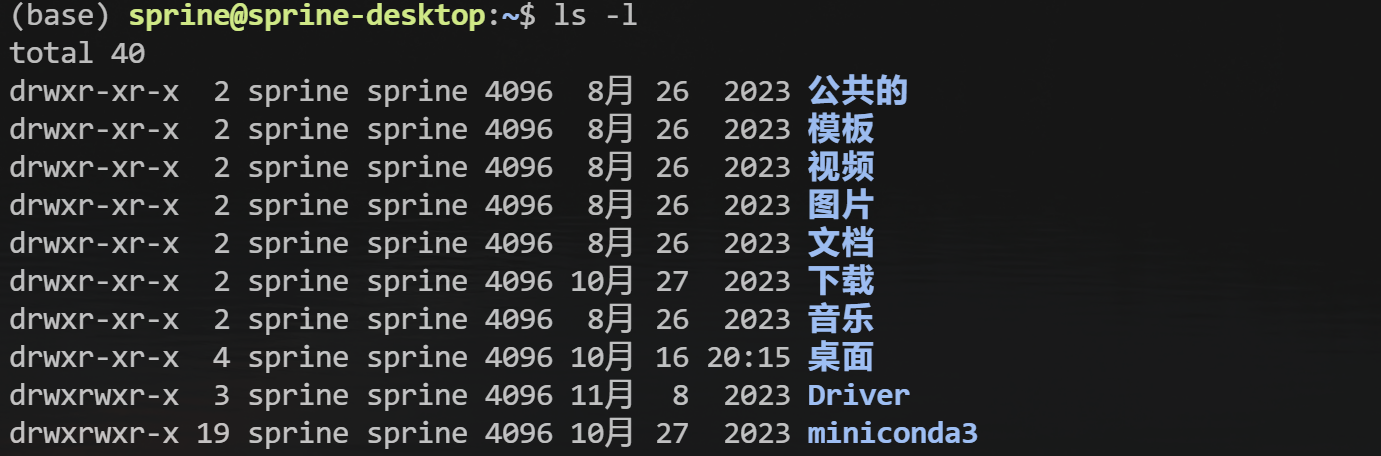 (base) sprine@sprine-desktop:~$ ls -l
total 40
drwxr-xr-x  2 sprine sprine 4096  8月 26  2023 公共的
drwxr-xr-x  2 sprine sprine 4096  8月 26  2023 模板
drwxr-xr-x  2 sprine sprine 4096  8月 26  2023 视频
drwxr-xr-x  2 sprine sprine 4096  8月 26  2023 图片
drwxr-xr-x  2 sprine sprine 4096  8月 26  2023 文档
drwxr-xr-x  2 sprine sprine 4096 10月 27  2023 下载
drwxr-xr-x  2 sprine sprine 4096  8月 26  2023 音乐
drwxr-xr-x  4 sprine sprine 4096 10月 16 20:15 桌面
drwxrwxr-x  3 sprine sprine 4096 11月  8  2023 Driver
drwxrwxr-x 19 sprine sprine 4096 10月 27  2023 miniconda3